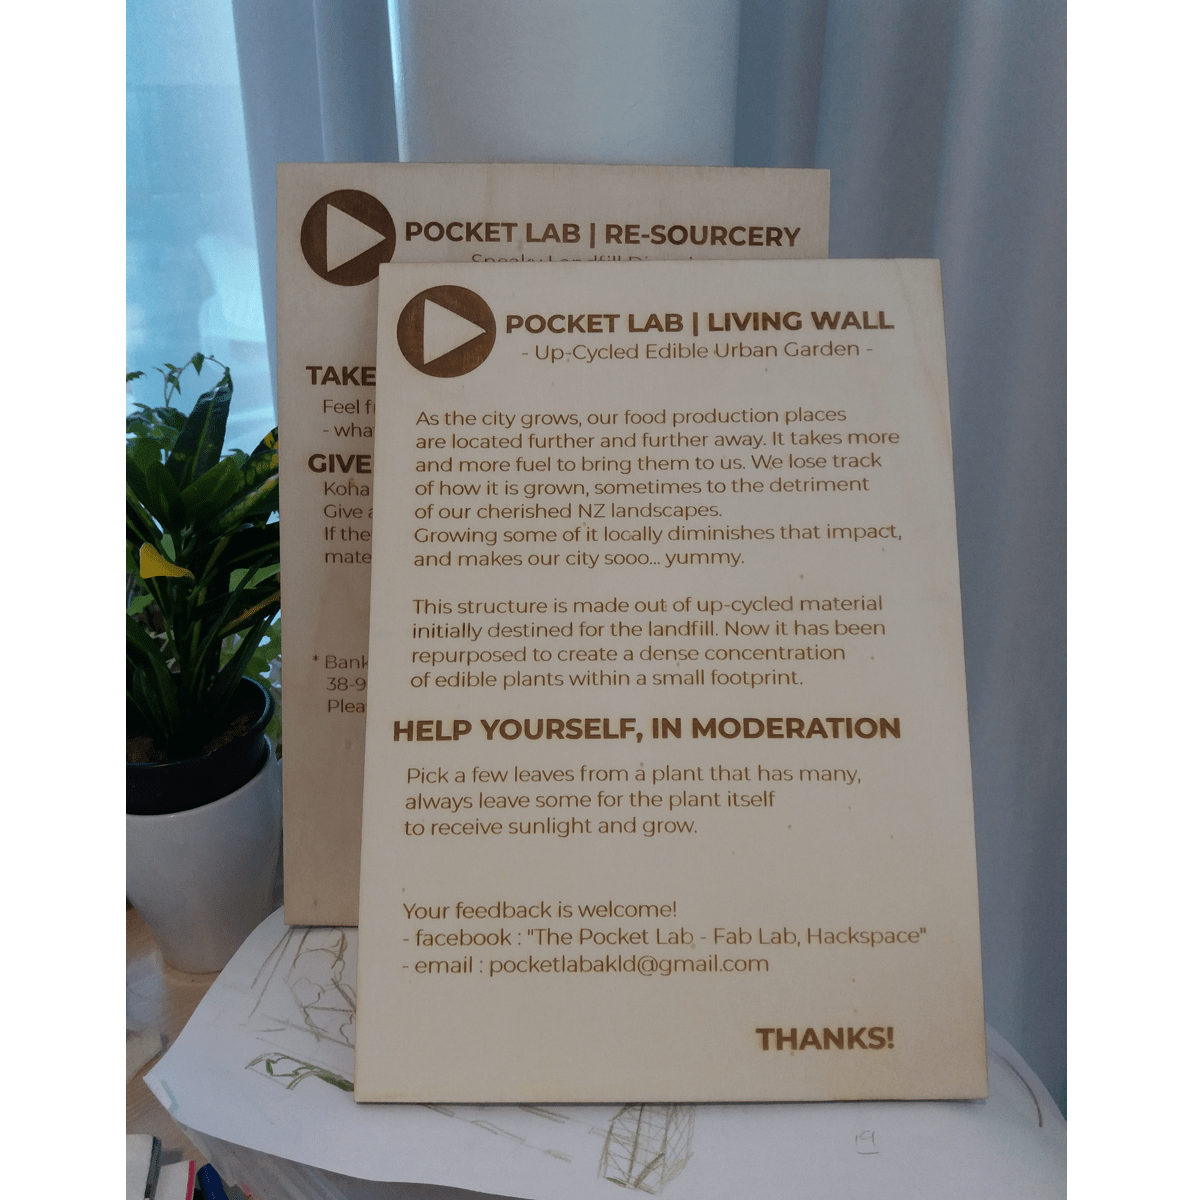 POCKET LAB | RE-SOURCERY
TAKE
Feel
- wha
GIVE
Koha
Give
If the
mate
* Bank
38-9
Plea
POCKET LAB | LIVING WALL
- Up-Cycled Edible Urban Garden -
As the city grows, our food production places
are located further and further away. It takes more
and more fuel to bring them to us. We lose track
of how it is grown, sometimes to the detriment
of our cherished NZ landscapes.
Growing some of it locally diminishes that impact,
and makes our city sooo... yummy.
This structure is made out of up-cycled material
initially destined for the landfill. Now it has been
repurposed to create a dense concentration
of edible plants within a small footprint.
HELP YOURSELF, IN MODERATION
Pick a few leaves from a plant that has many,
always leave some for the plant itself
to receive sunlight and grow.
Your feedback is welcome!
- facebook : "The Pocket Lab - Fab Lab, Hackspace"
- email : pocketlabakld@gmail.com
THANKS!